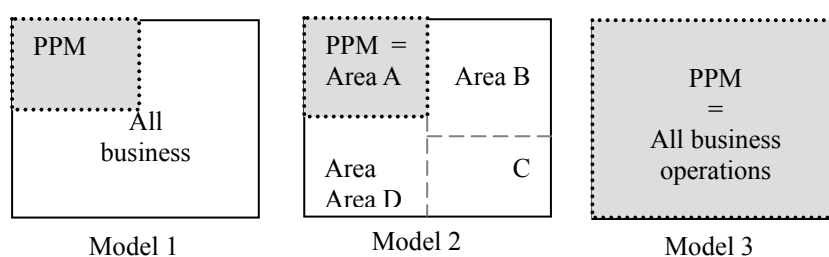 PPM
All
business
Model 1
PPM =
Area A
Area B
Area
Area D
C
Model 2
PPM
=
All business
operations
Model 3